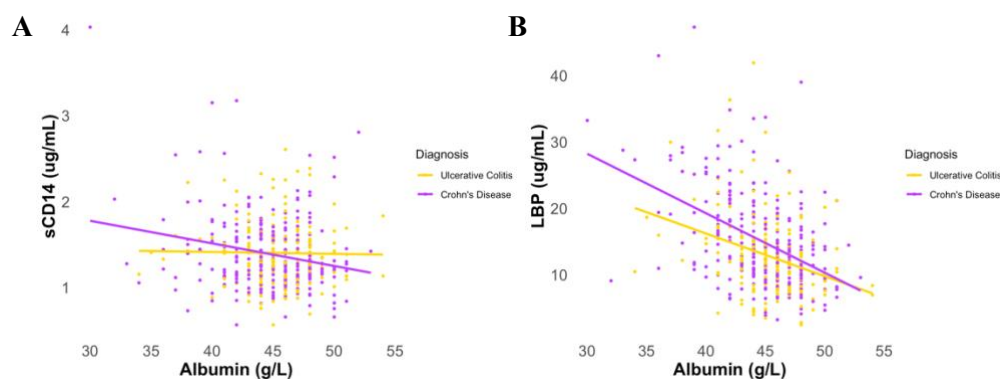 A
sCD14 (ug/mL)
4
3
2
1
30 35 40 45 50 55
Albumin (g/L)
Diagnosis
Ulcerative Colitis
Crohn's Disease
B
LBP (ug/mL)
40
30
20
10
30 35 40 45 50 55
Albumin (g/L)
Diagnosis
Ulcerative Colitis
Crohn's Disease